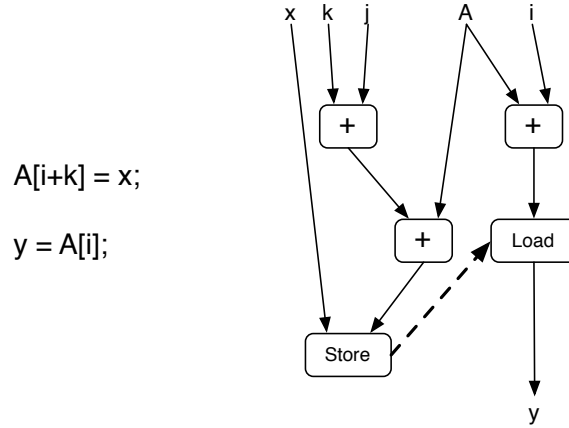 x k j A i
+ +
A[i+k] = x;
y = A[i];
+ Load
Store
y